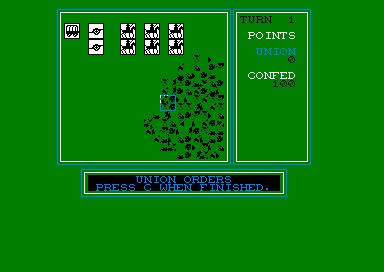 TURN 1
POINTS
UNION
0
CONFED
100
UNION ORDERS
PRESS C WHEN FINISHED.